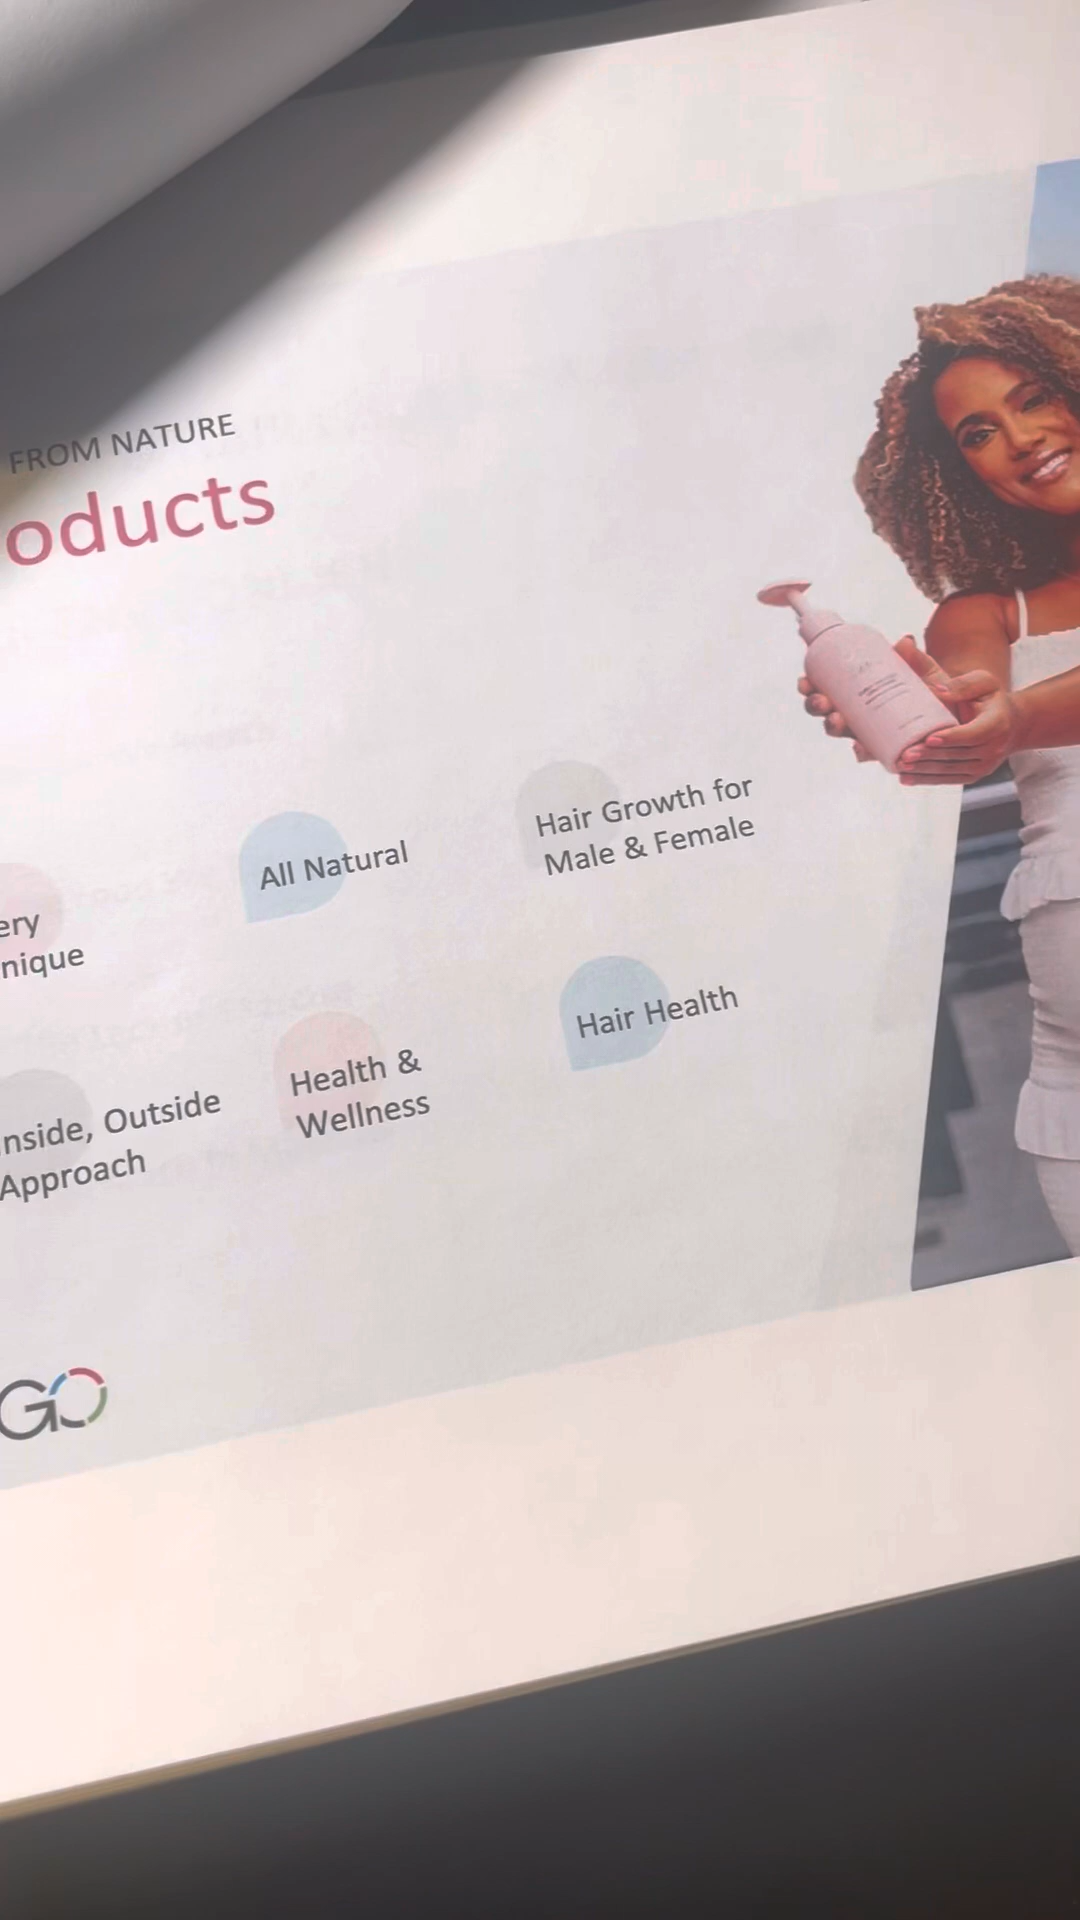 FROM NATURE
oducts
ery
nique
All Natural
Hair Growth for
Male & Female
nside, Outside
Approach
Health &
Wellness
Hair Health
GO